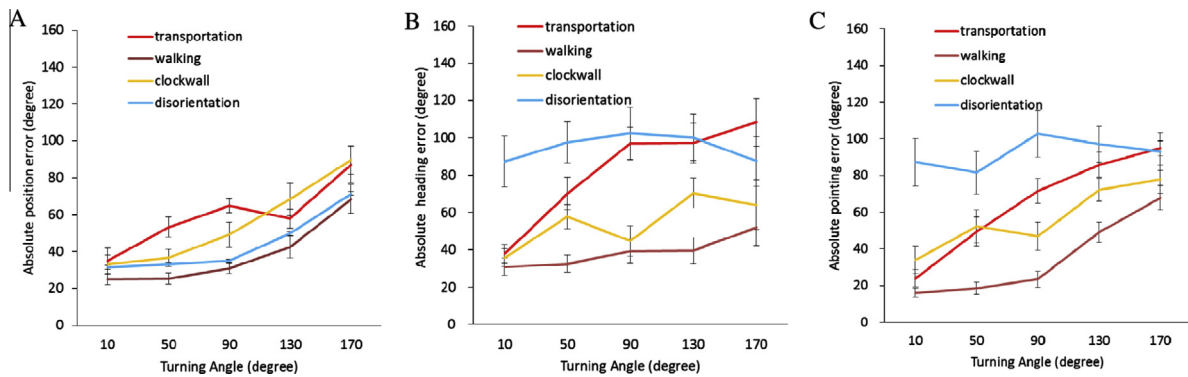 A
Absolute position error (degree)
160
140
120
100
80
60
40
20
0
transportation
walking
clockwall
disorientation
10 50 90 130 170
Turning Angle (degree)
B
Absolute heading error (degree)
160
140
120
100
80
60
40
20
0
transportation
walking
clockwall
disorientation
10 50 90 130 170
Turning Angle (degree)
C
Absolute pointing error (degree)
160
140
120
100
80
60
40
20
0
transportation
walking
clockwall
disorientation
10 50 90 130 170
Turning Angle (degree)